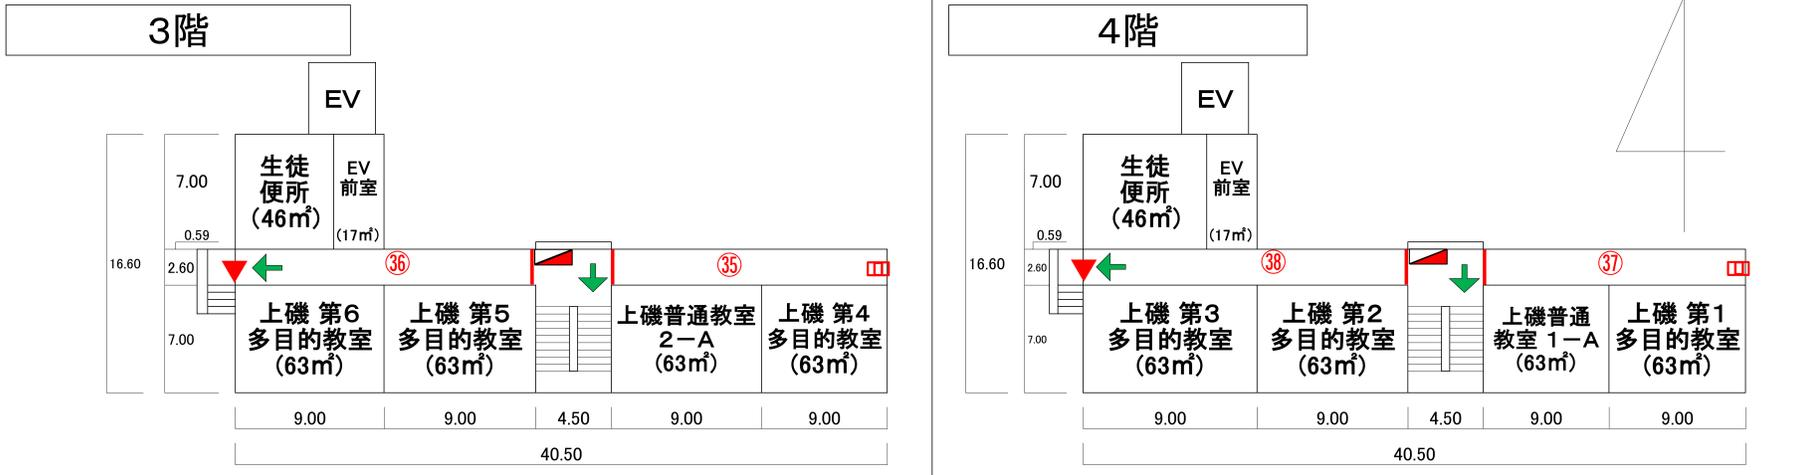 3階
EV
生徒
便所
(46㎡)
EV
前室
(17㎡)
7.00
0.59
16.60
2.60
7.00
㊱
㉟
上磯 第6
多目的教室
(63㎡)
上磯 第5
多目的教室
(63㎡)
上磯普通教室
2-A
(63㎡)
上磯 第4
多目的教室
(63㎡)
9.00
9.00
4.50
9.00
9.00
40.50
4階
EV
生徒
便所
(46㎡)
EV
前室
(17㎡)
7.00
0.59
16.60
2.60
7.00
㊳
㊲
上磯 第3
多目的教室
(63㎡)
上磯 第2
多目的教室
(63㎡)
上磯普通
教室 1-A
(63㎡)
上磯 第1
多目的教室
(63㎡)
9.00
9.00
4.50
9.00
9.00
40.50